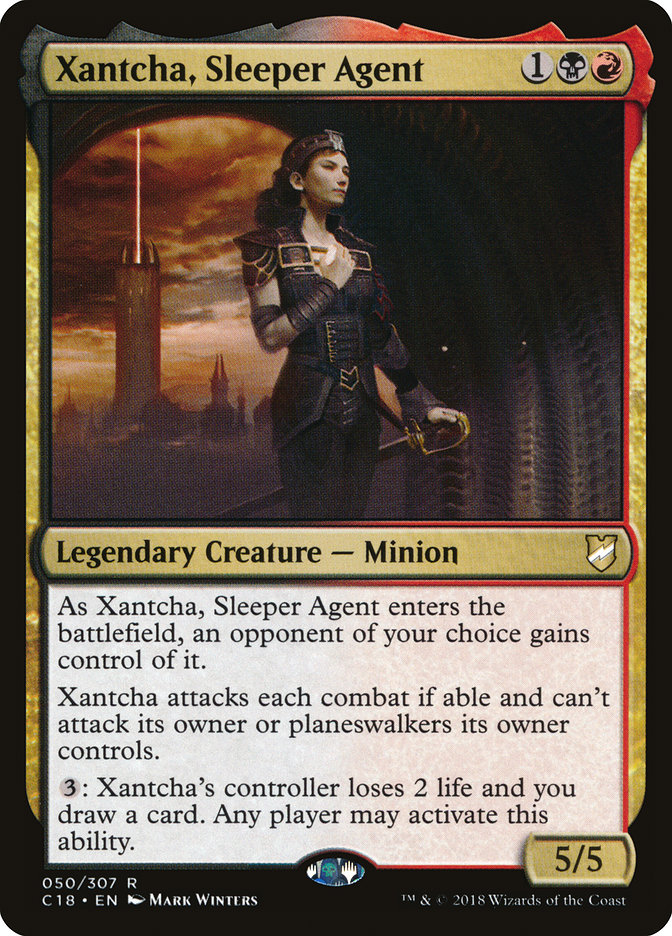 Xantcha, Sleeper Agent 1
Legendary Creature — Minion
As Xantcha, Sleeper Agent enters the
battlefield, an opponent of your choice gains
control of it.
Xantcha attacks each combat if able and can't
attack its owner or planeswalkers its owner
controls.
3: Xantcha's controller loses 2 life and you
draw a card. Any player may activate this
ability.
5/5
050/307 R
C18 • EN Mark Winters
™ & © 2018 Wizards of the Coast